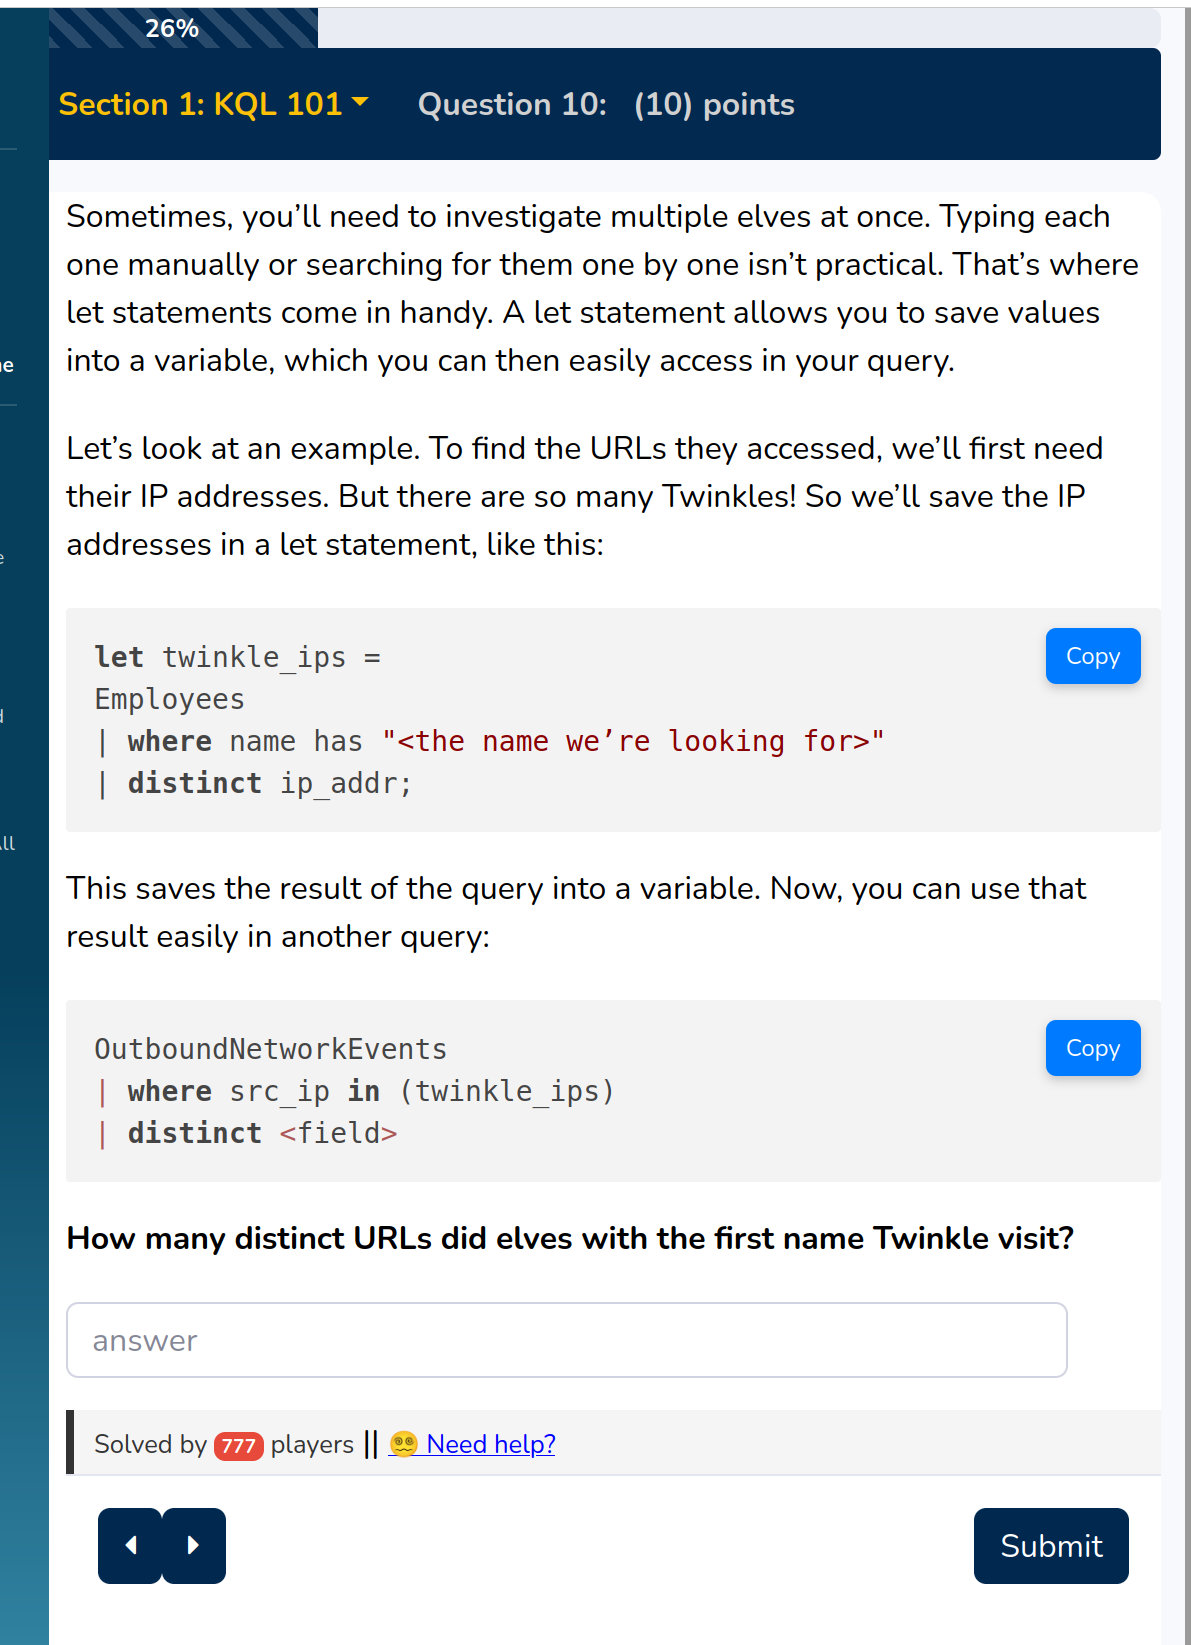 26%
Section 1: KQL 101 Question 10: (10) points
Sometimes, you’ll need to investigate multiple elves at once. Typing each
one manually or searching for them one by one isn’t practical. That’s where
let statements come in handy. A let statement allows you to save values
into a variable, which you can then easily access in your query.
Let’s look at an example. To find the URLs they accessed, we’ll first need
their IP addresses. But there are so many Twinkles! So we’ll save the IP
addresses in a let statement, like this:
Copy
let twinkle_ips =
Employees
| where name has "<the name we’re looking for>"
| distinct ip_addr;
This saves the result of the query into a variable. Now, you can use that
result easily in another query:
Copy
OutboundNetworkEvents
| where src_ip in (twinkle_ips)
| distinct <field>
How many distinct URLs did elves with the first name Twinkle visit?
answer
Solved by 777 players || Need help?
Submit